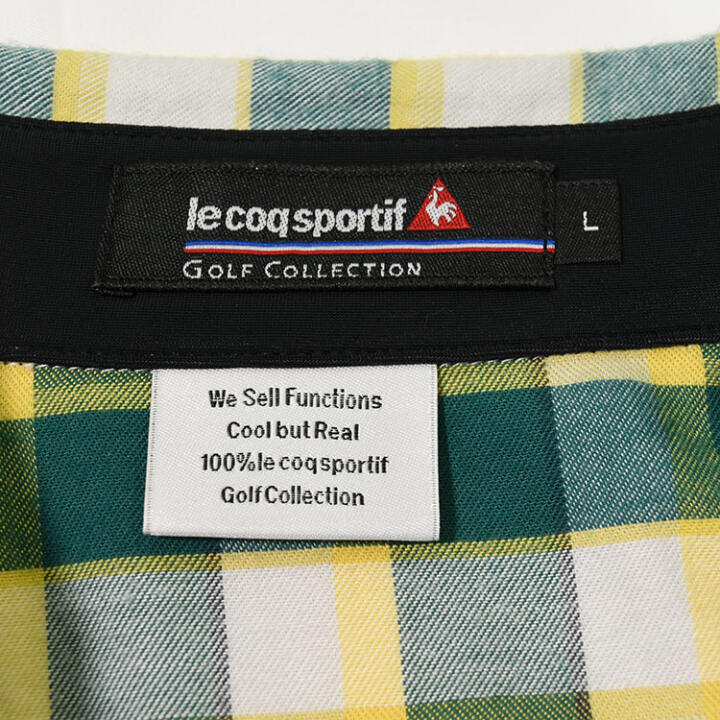 le coq sportif
GOLF COLLECTION
L
We Sell Functions
Cool but Real
100% le coq sportif
Golf Collection